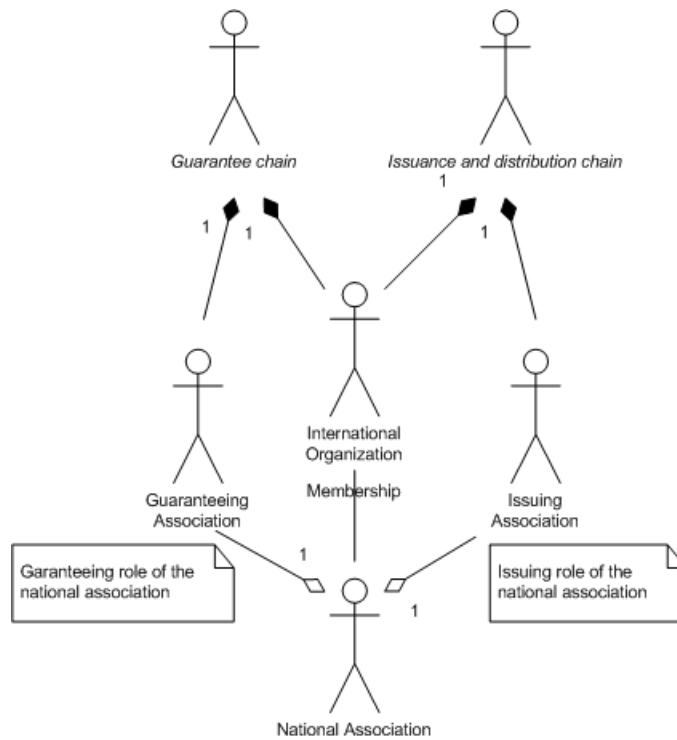 Guarantee chain
Issuance and distribution chain
1
1
1
1
International
Organization
Membership
Guaranteeing
Association
Issuing
Association
Garanteeing role of the
national association
1
Issuing role of the
national association
1
National Association